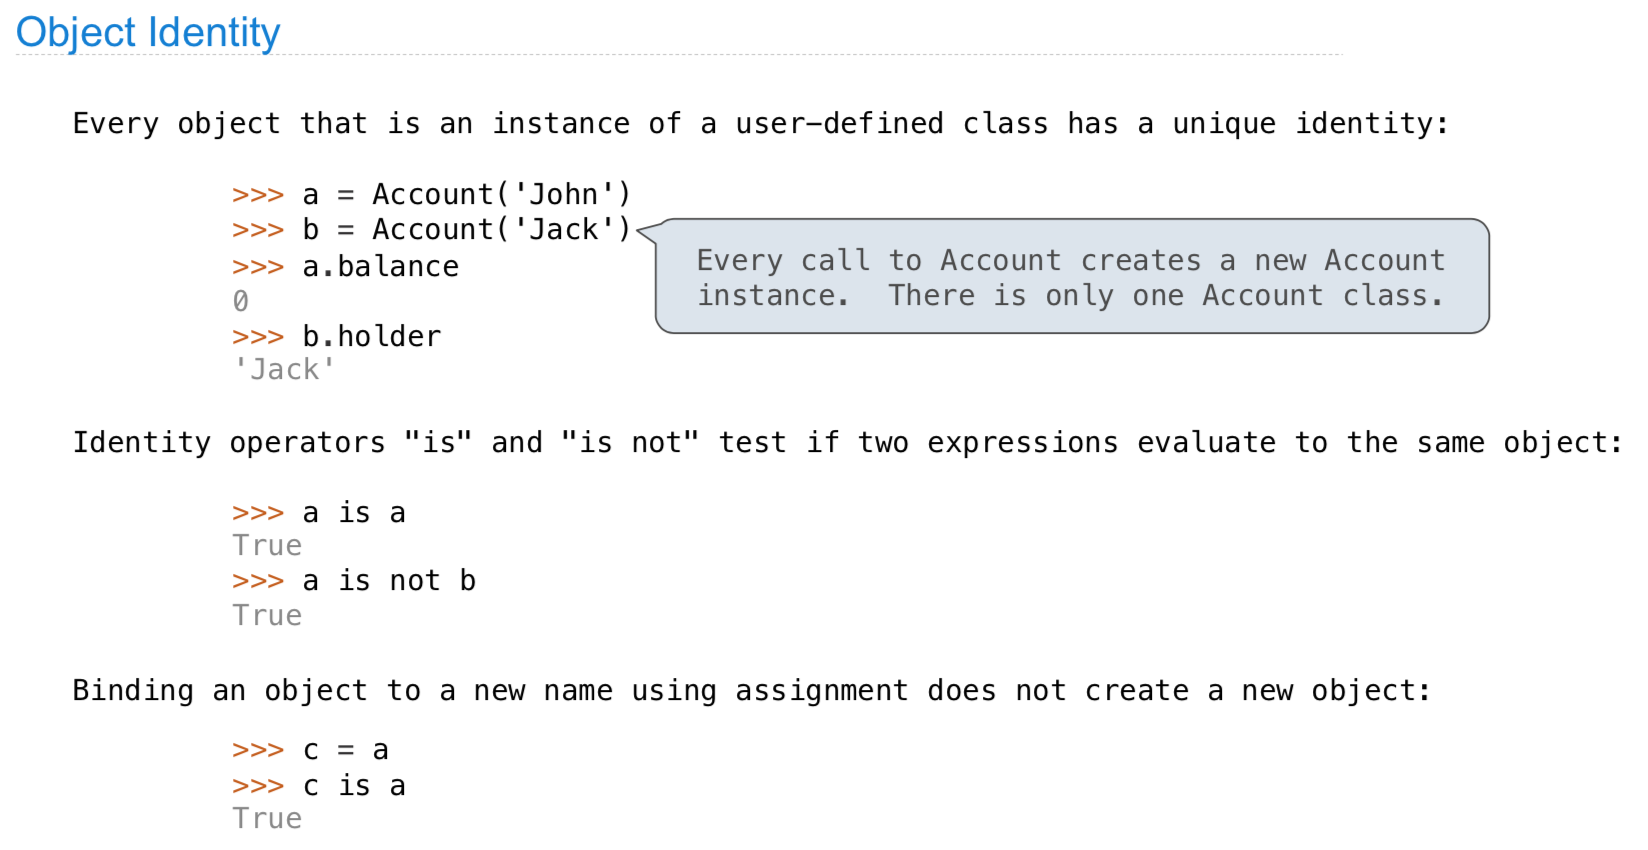 Object Identity
Every object that is an instance of a user-defined class has a unique identity:
>>> a = Account('John')
>>> b = Account('Jack')
Every call to Account creates a new Account
instance.  There is only one Account class.
>>> a.balance
0
>>> b.holder
'Jack'
Identity operators "is" and "is not" test if two expressions evaluate to the same object:
>>> a is a
True
>>> a is not b
True
Binding an object to a new name using assignment does not create a new object:
>>> c = a
>>> c is a
True